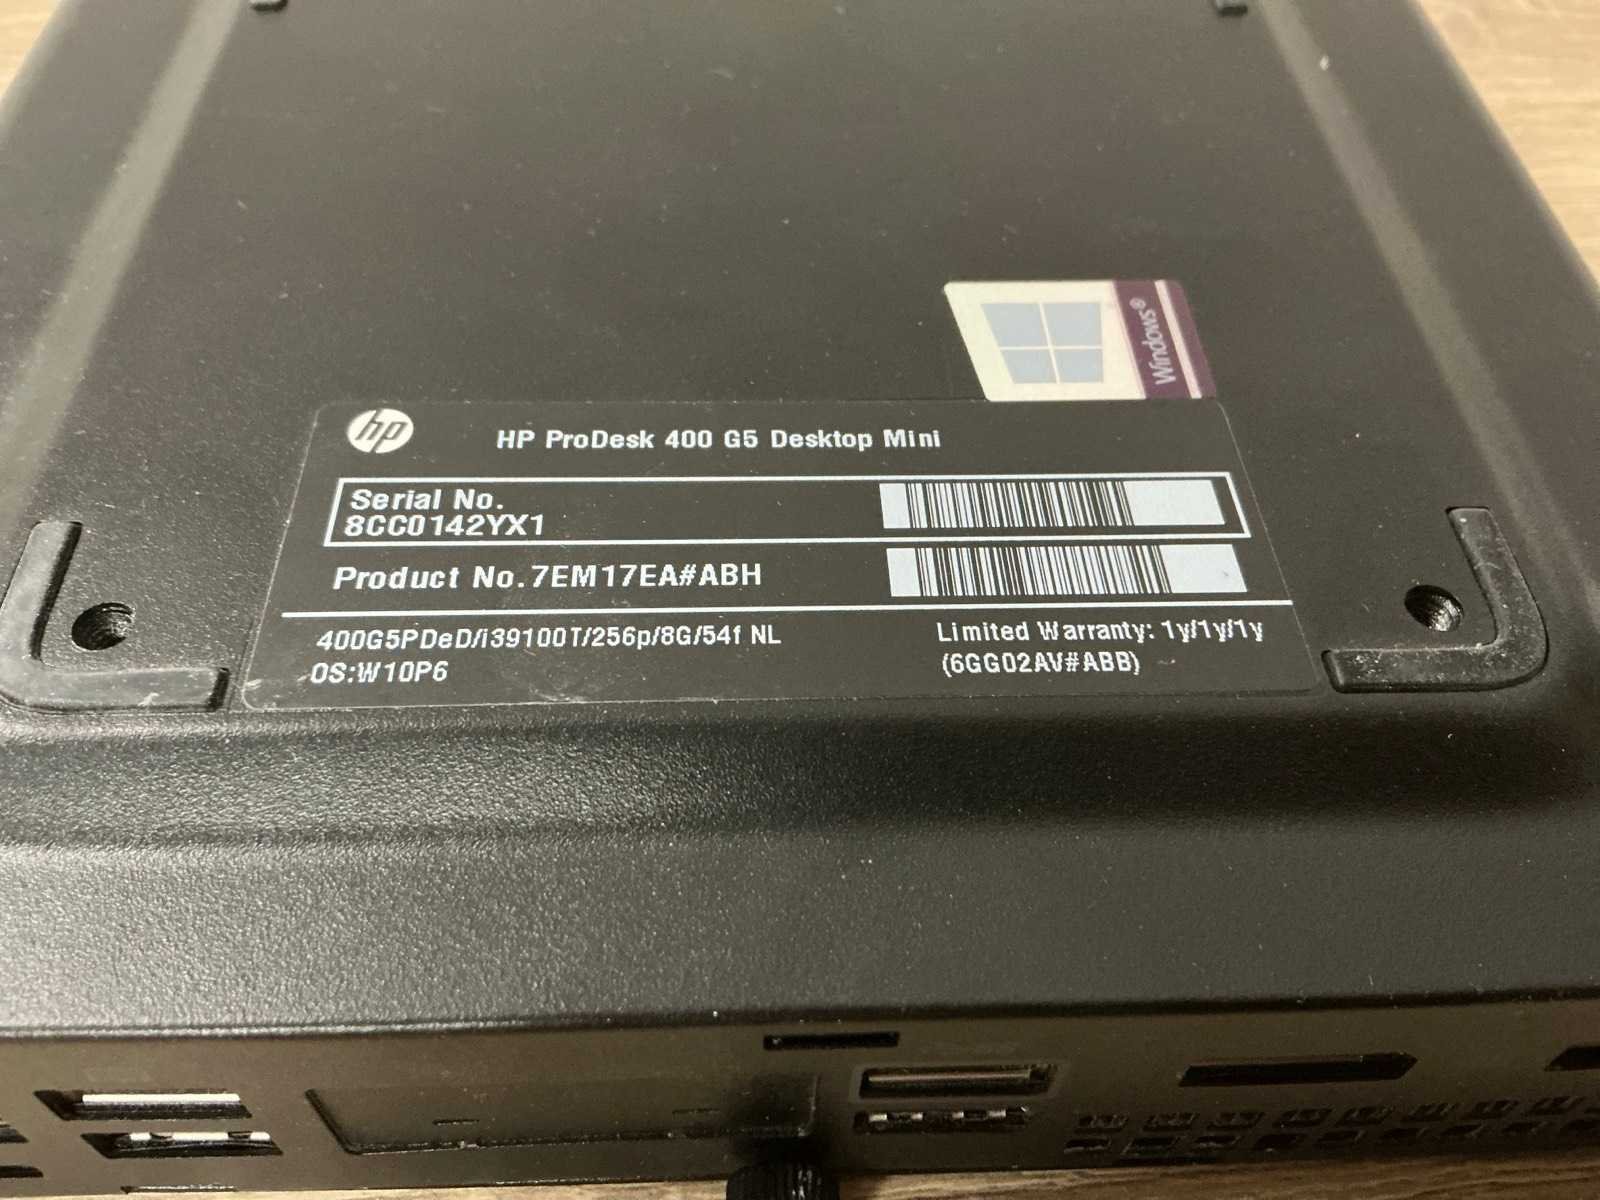 Windows®
hp
HP ProDesk 400 G5 Desktop Mini
Serial No.
8CC0142YX1
Product No.7EM17EA#ABH
400G5PDeD/i39100T/256p/8G/54f NL
OS:W10P6
Limited Warranty: 1y/1y/1y
(6GG02AV#ABB)